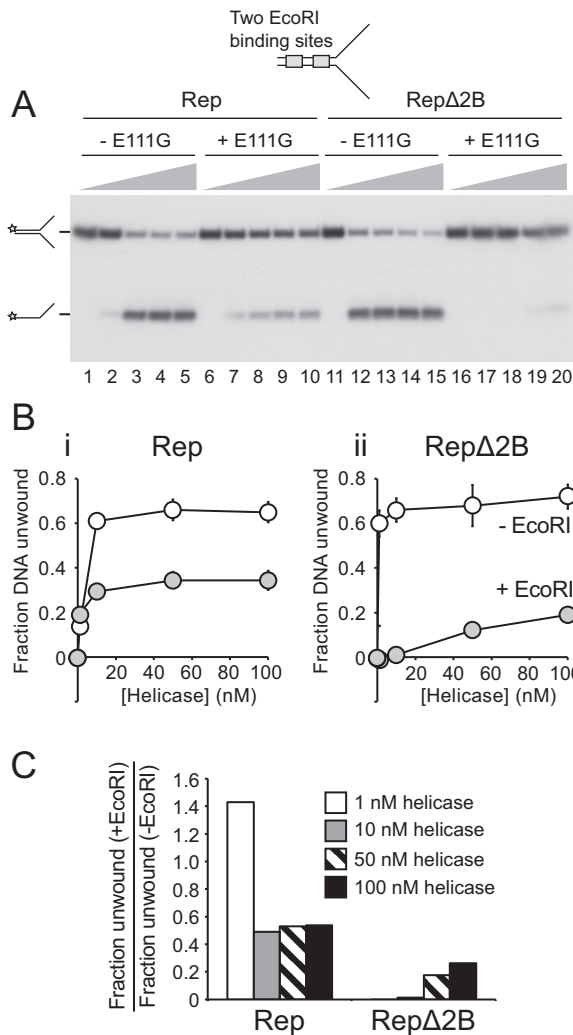 Two EcoRI
binding sites
A
Rep
RepΔ2B
- E111G
+ E111G
- E111G
+ E111G
1 2 3 4 5 6 7 8 9 10 11 12 13 14 15 16 17 18 19 20
B
i
Rep
ii
RepΔ2B
Fraction DNA unwound
0.8
0.6
0.4
0.2
0
20 40 60 80 100
[Helicase] (nM)
Fraction DNA unwound
0.8
0.6
0.4
0.2
0
- EcoRI
+ EcoRI
20 40 60 80 100
[Helicase] (nM)
C
Fraction unwound (+EcoRI)
Fraction unwound (-EcoRI)
1.6
1.4
1.2
1.0
0.8
0.6
0.4
0.2
0
1 nM helicase
10 nM helicase
50 nM helicase
100 nM helicase
Rep
RepΔ2B